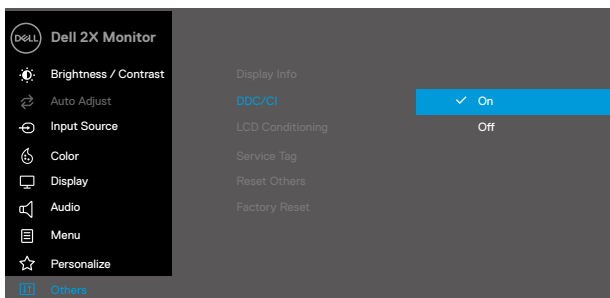 DELL
Dell 2X Monitor
Brightness / Contrast
Display Info
Auto Adjust
DDC/CI
On
Input Source
LCD Conditioning
Off
Color
Service Tag
Display
Reset Others
Audio
Factory Reset
Menu
Personalize
Others